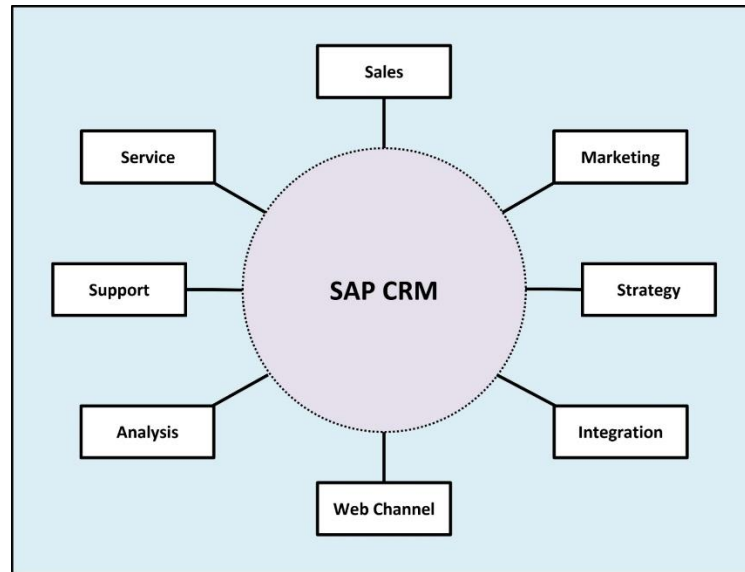 Sales
Service
Marketing
Support
SAP CRM
Strategy
Analysis
Integration
Web Channel